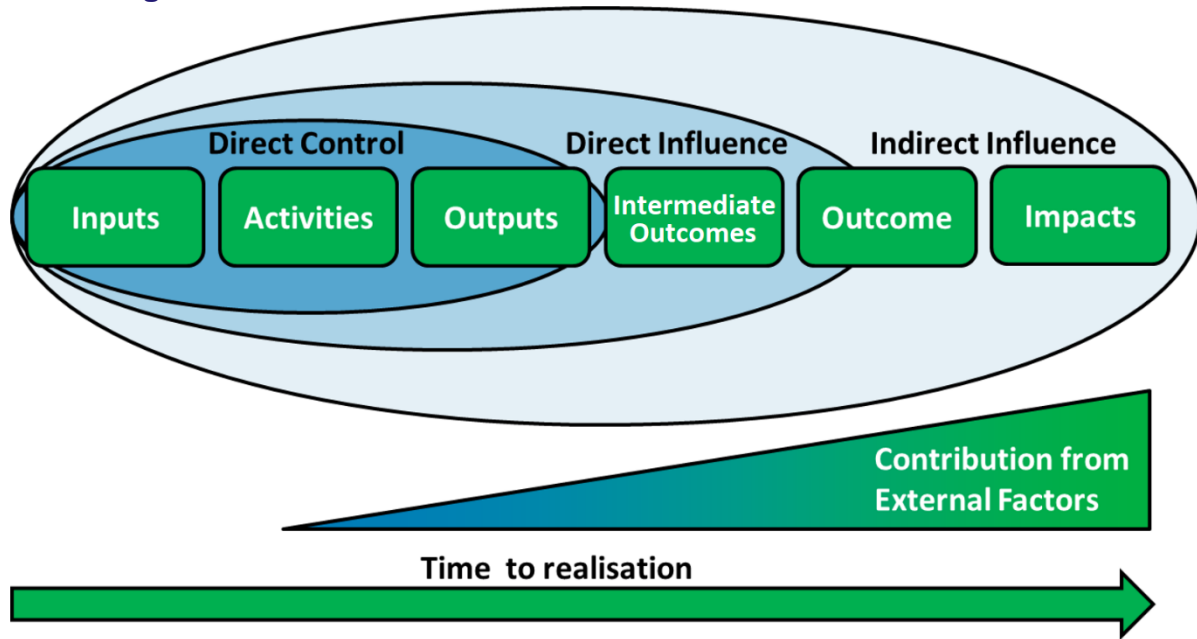 Direct Control
Direct Influence
Indirect Influence
Inputs
Activities
Outputs
Intermediate
Outcomes
Outcome
Impacts
Contribution from
External Factors
Time to realisation